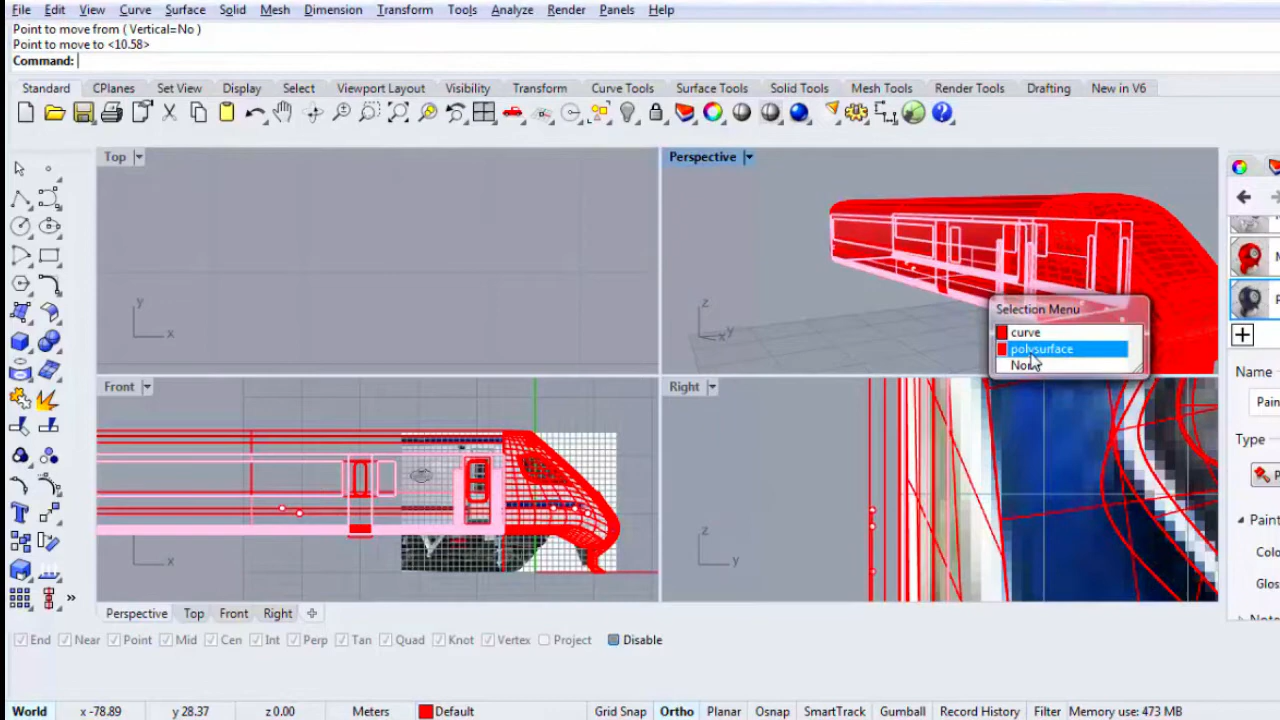 File Edit View Curve Surface Solid Mesh Dimension Transform Tools Analyze Render Panels Help
Point to move from ( Vertical=No )
Point to move to <10.58>
Command:
Standard CPlanes Set View Display Select Viewport Layout Visibility Transform Curve Tools Surface Tools Solid Tools Mesh Tools Render Tools Drafting New in V6
Top
Perspective
y
x
z
y
x
Selection Menu
curve
polysurface
Front
Right
z
x
z
y
Name
Type
Perspective Top Front Right
End Near Point Mid Cen Int Perp Tan Quad Knot Vertex Project Disable
World x -78.89 y 28.37 z 0.00 Meters Default Grid Snap Ortho Planar Osnap SmartTrack Gumball Record History Filter Memory use: 473 MB